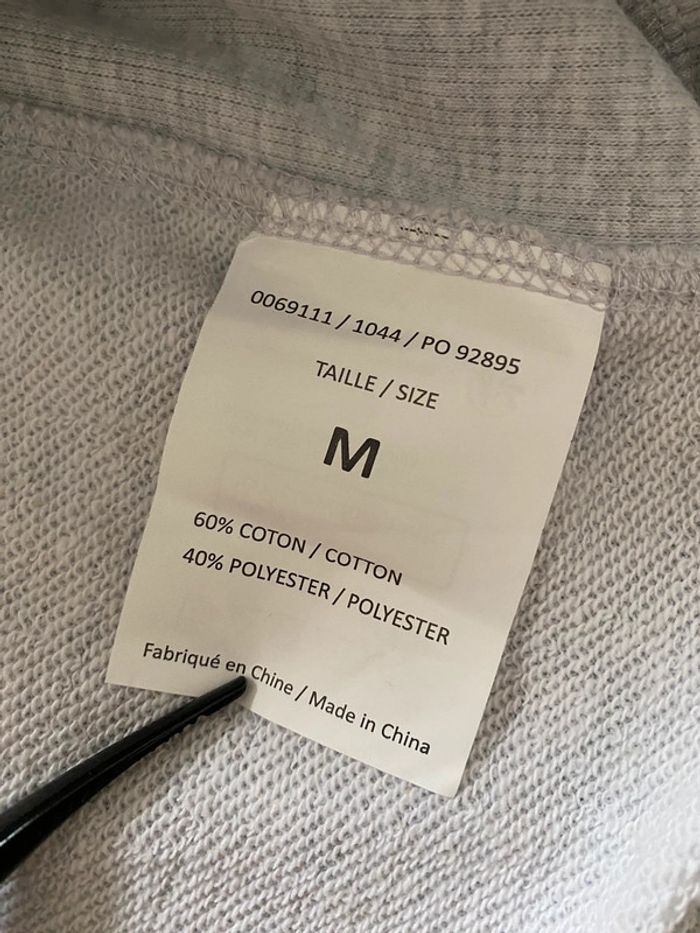 0069111 / 1044 / PO 92895
TAILLE / SIZE
M
60% COTON / COTTON
40% POLYESTER / POLYESTER
Fabriqué en Chine / Made in China